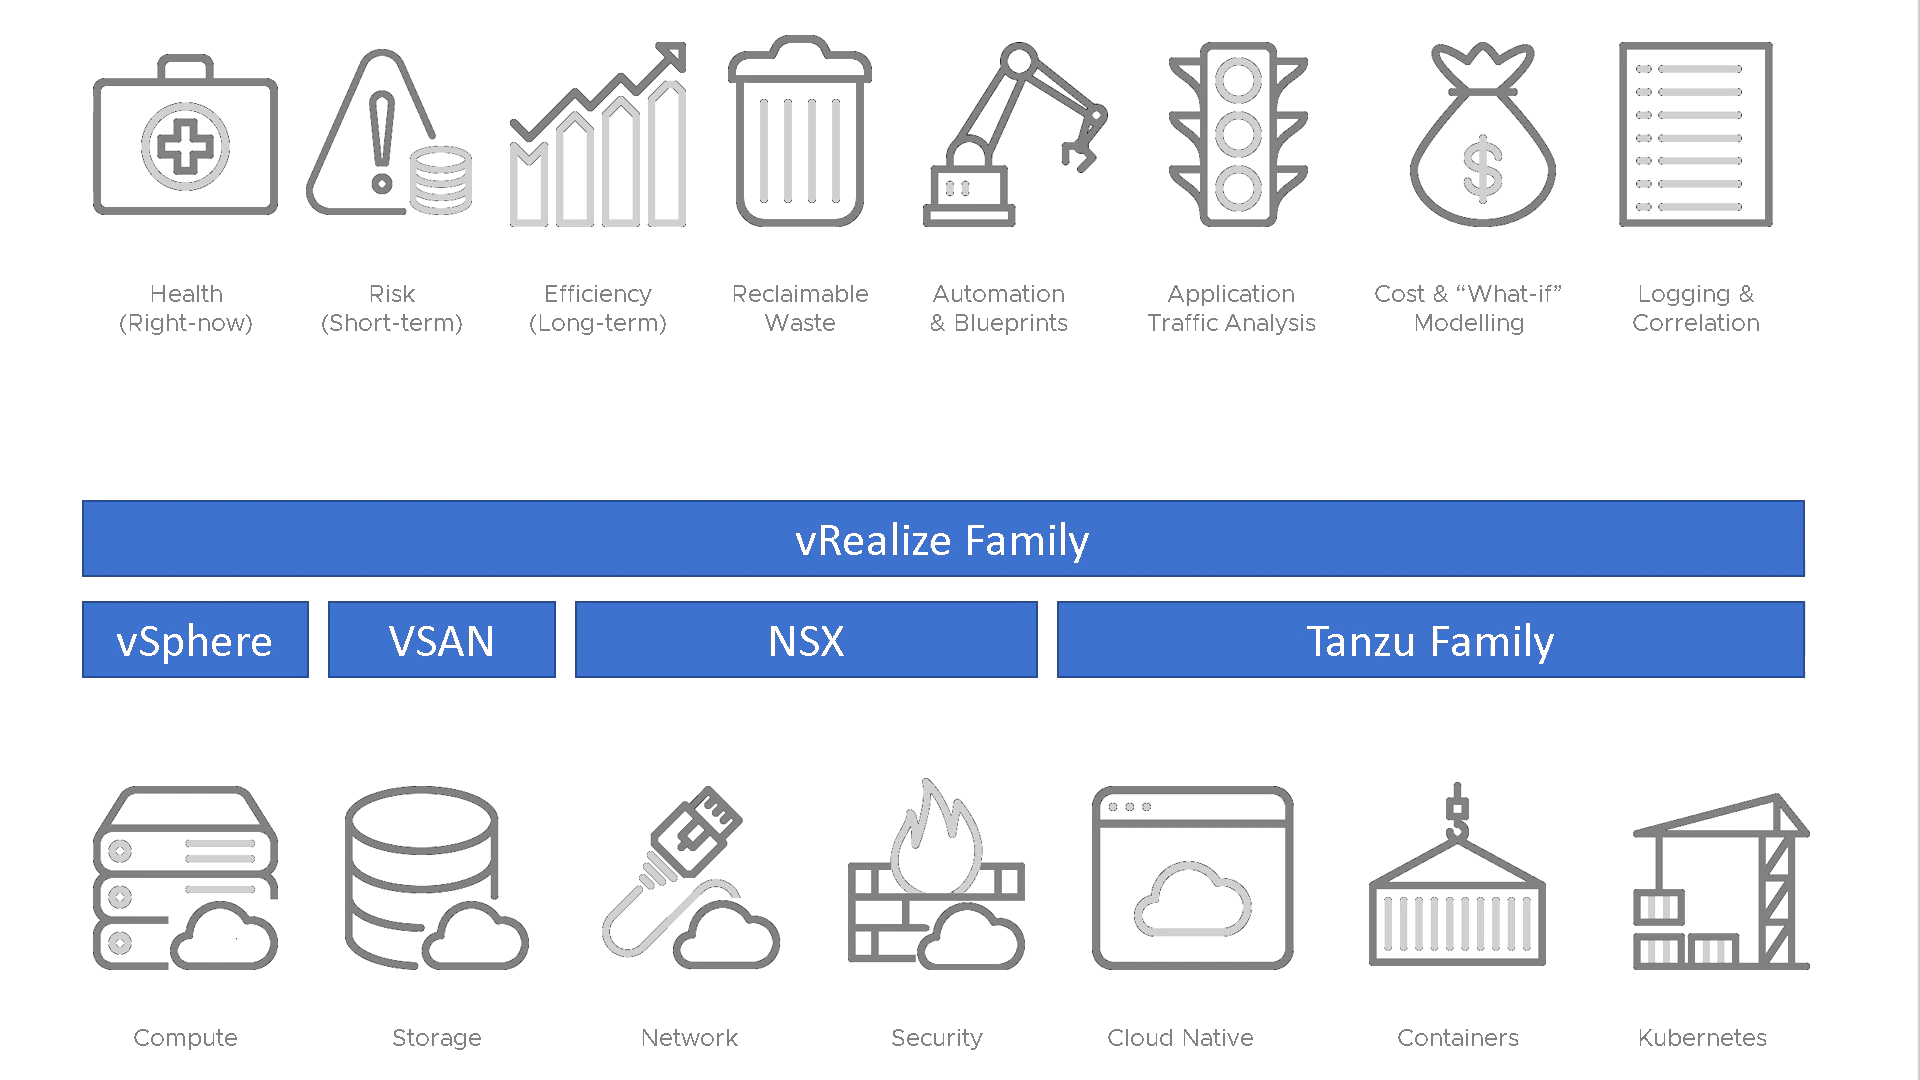 Health
(Right-now)
Risk
(Short-term)
Efficiency
(Long-term)
Reclaimable
Waste
Automation
& Blueprints
Application
Traffic Analysis
Cost & “What-if”
Modelling
Logging &
Correlation
vRealize Family
vSphere
VSAN
NSX
Tanzu Family
Compute
Storage
Network
Security
Cloud Native
Containers
Kubernetes